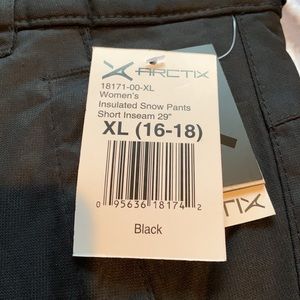 ARCTIX
18171-00-XL
Women's
Insulated Snow Pants
Short Inseam 29"
XL (16-18)
0 95636 18174 2
Black
CTIX